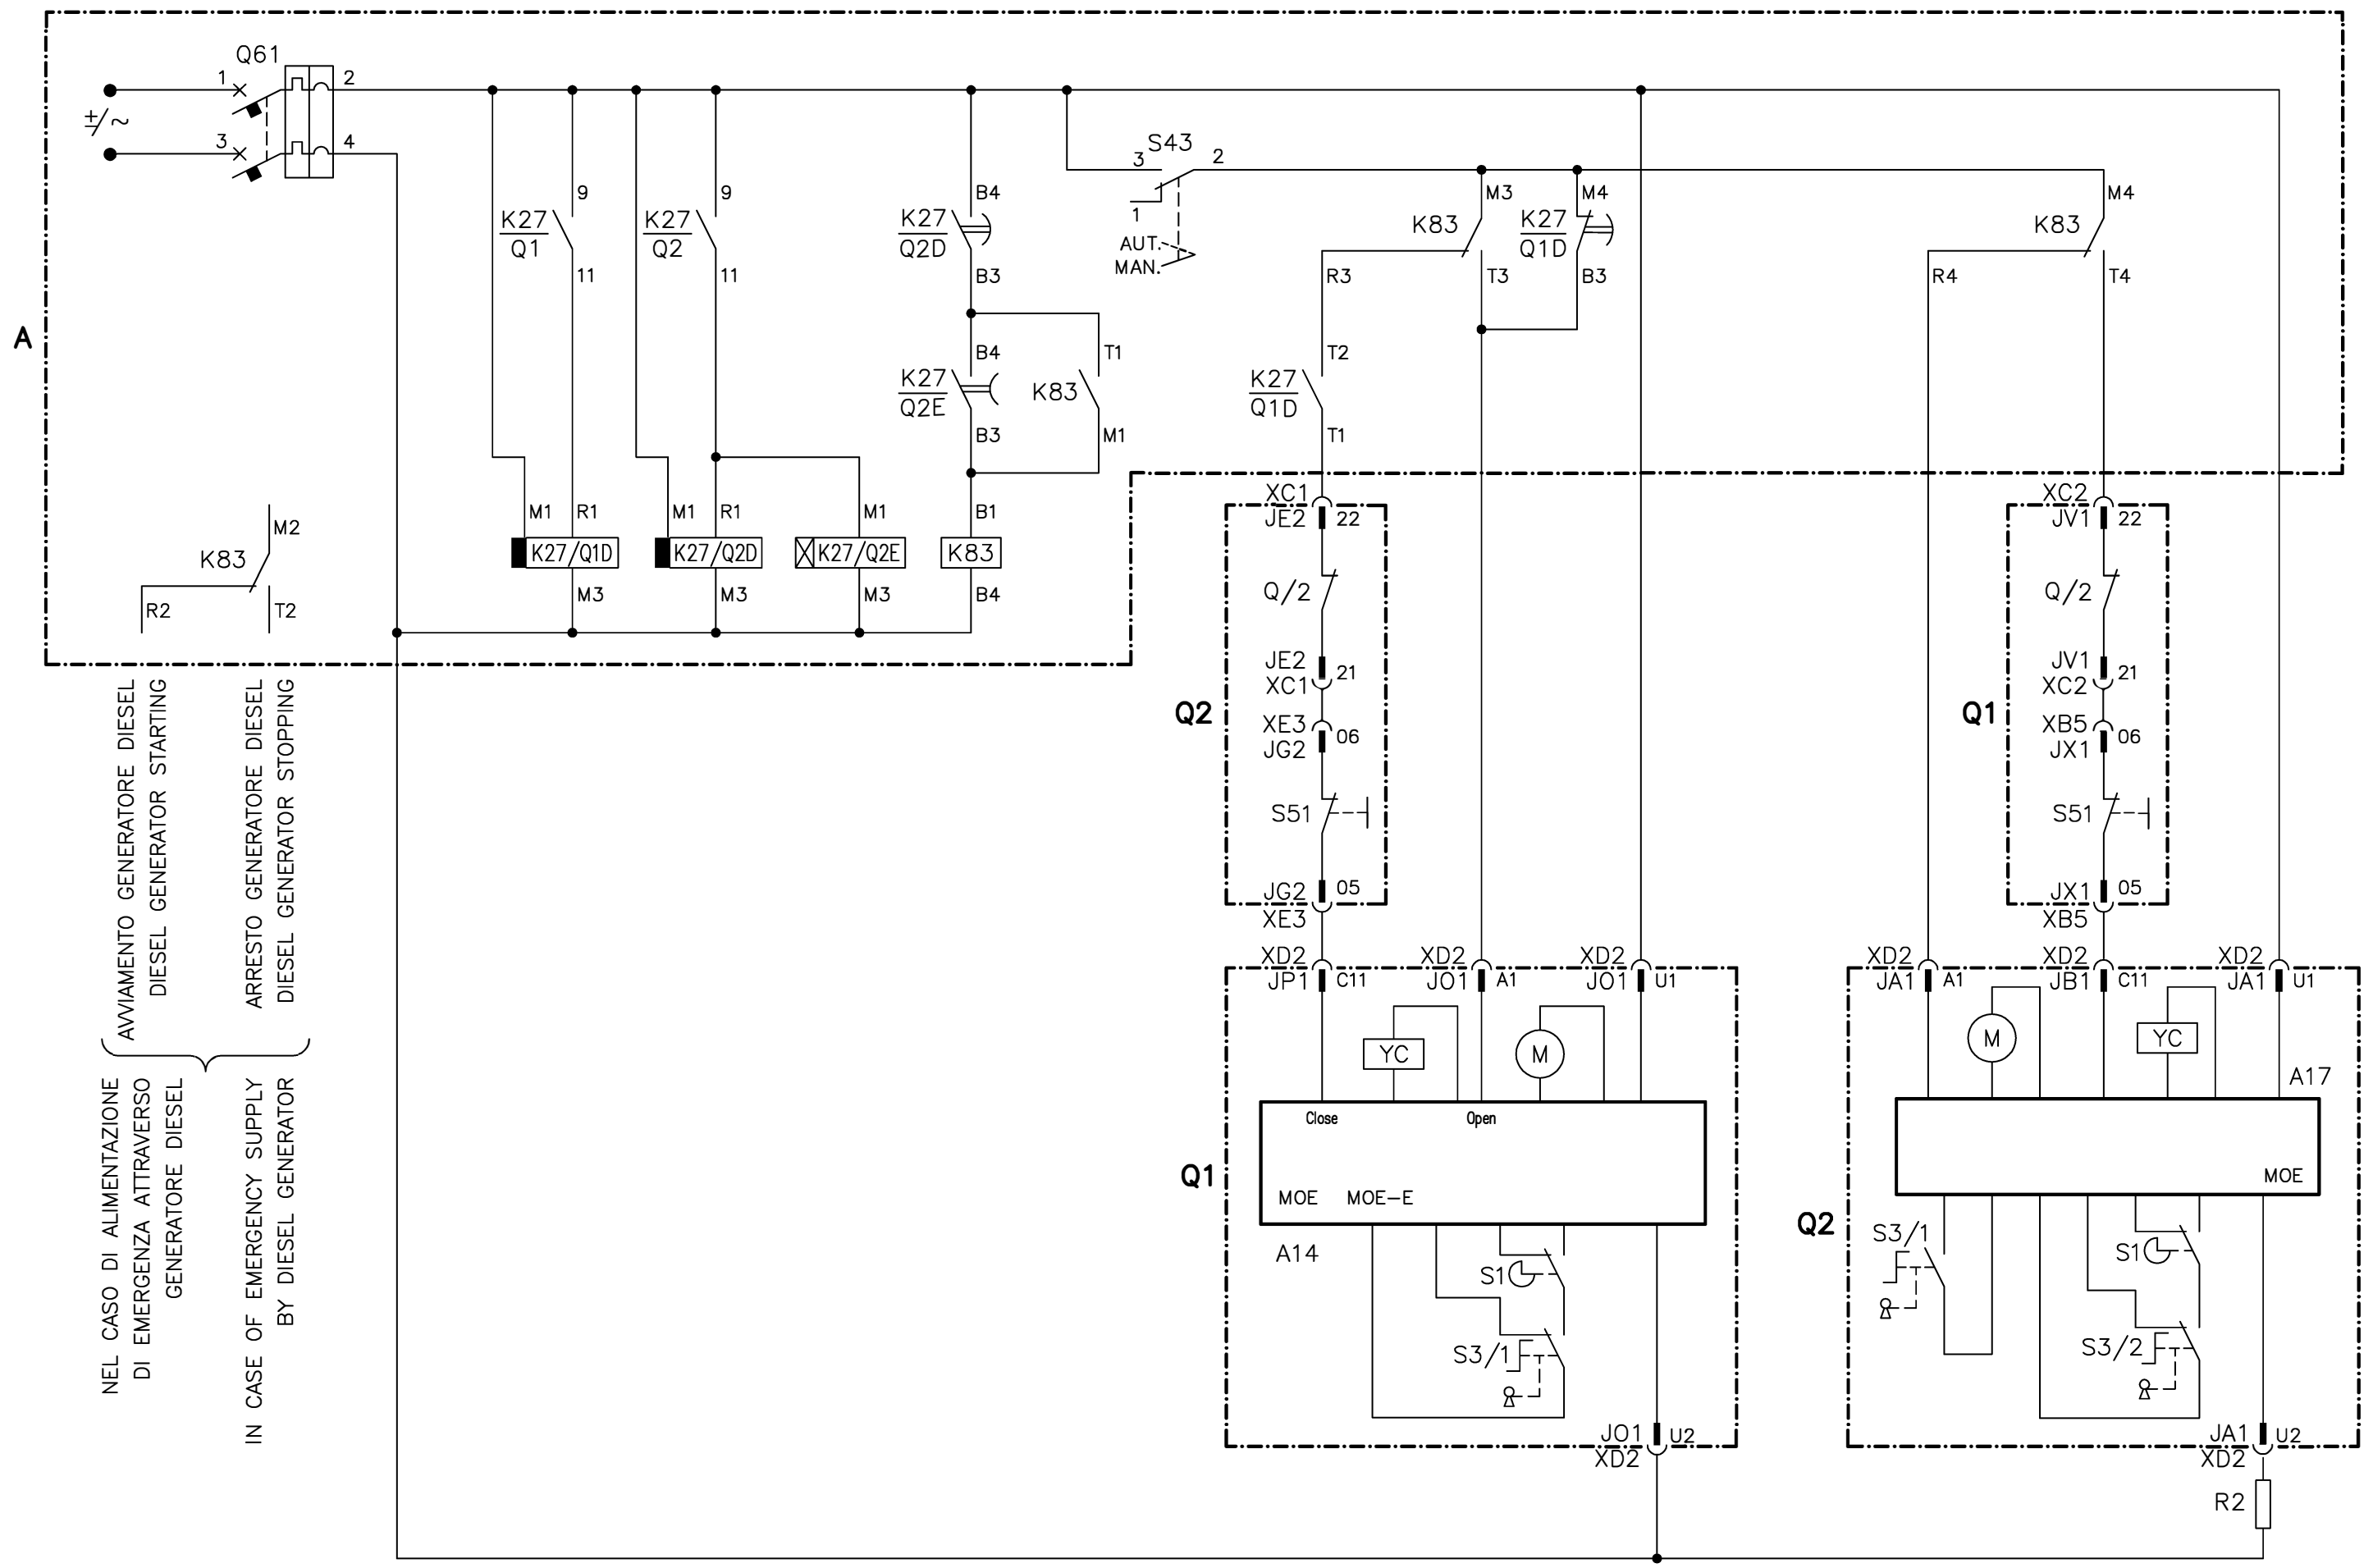 Q61
1
2
±/~
3
4
S43
3
2
1
AUT.
MAN.
9
K27
Q1
11
9
K27
Q2
11
B4
K27
Q2D
B3
M3
K83
R3
T3
M4
K27
Q1D
B3
M4
K83
R4
T4
A
B4
K27
Q2E
B3
T1
K83
M1
T2
K27
Q1D
T1
M1
R1
K27/Q1D
M3
M1
R1
K27/Q2D
M3
M1
K27/Q2E
M3
B1
K83
B4
M2
K83
R2
T2
AVVIAMENTO GENERATORE DIESEL
DIESEL GENERATOR STARTING
ARRESTO GENERATORE DIESEL
DIESEL GENERATOR STOPPING
NEL CASO DI ALIMENTAZIONE
DI EMERGENZA ATTRAVERSO
GENERATORE DIESEL
IN CASE OF EMERGENCY SUPPLY
BY DIESEL GENERATOR
XC1
JE2
22
Q/2
JE2
21
XC1
Q2
XE3
06
JG2
S51
JG2
05
XE3
XC2
JV1
22
Q/2
JV1
21
XC2
Q1
XB5
06
JX1
S51
JX1
05
XB5
XD2
JP1
C11
XD2
JO1
A1
XD2
JO1
U1
YC
M
Close
Open
Q1
MOE
MOE-E
A14
S1
S3/1
JO1
U2
XD2
XD2
JA1
A1
XD2
JB1
C11
XD2
JA1
U1
M
YC
A17
MOE
Q2
S3/1
S1
S3/2
JA1
U2
XD2
R2